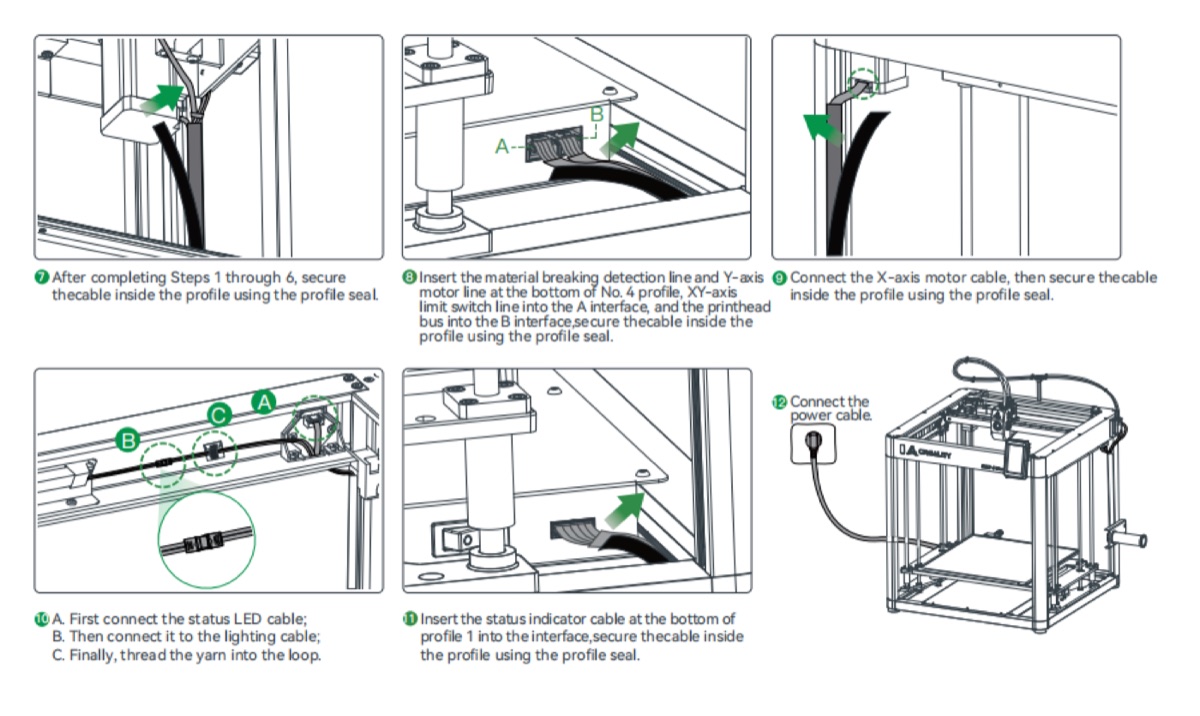 A
B
7 After completing Steps 1 through 6, secure
thecable inside the profile using the profile seal.
8 Insert the material breaking detection line and Y-axis
motor line at the bottom of No. 4 profile, XY-axis
limit switch line into the A interface, and the printhead
bus into the B interface,secure thecable inside the
profile using the profile seal.
9 Connect the X-axis motor cable, then secure thecable
inside the profile using the profile seal.
B
C
A
10 A. First connect the status LED cable;
B. Then connect it to the lighting cable;
C. Finally, thread the yarn into the loop.
11 Insert the status indicator cable at the bottom of
profile 1 into the interface,secure thecable inside
the profile using the profile seal.
12 Connect the
power cable.
CREALITY